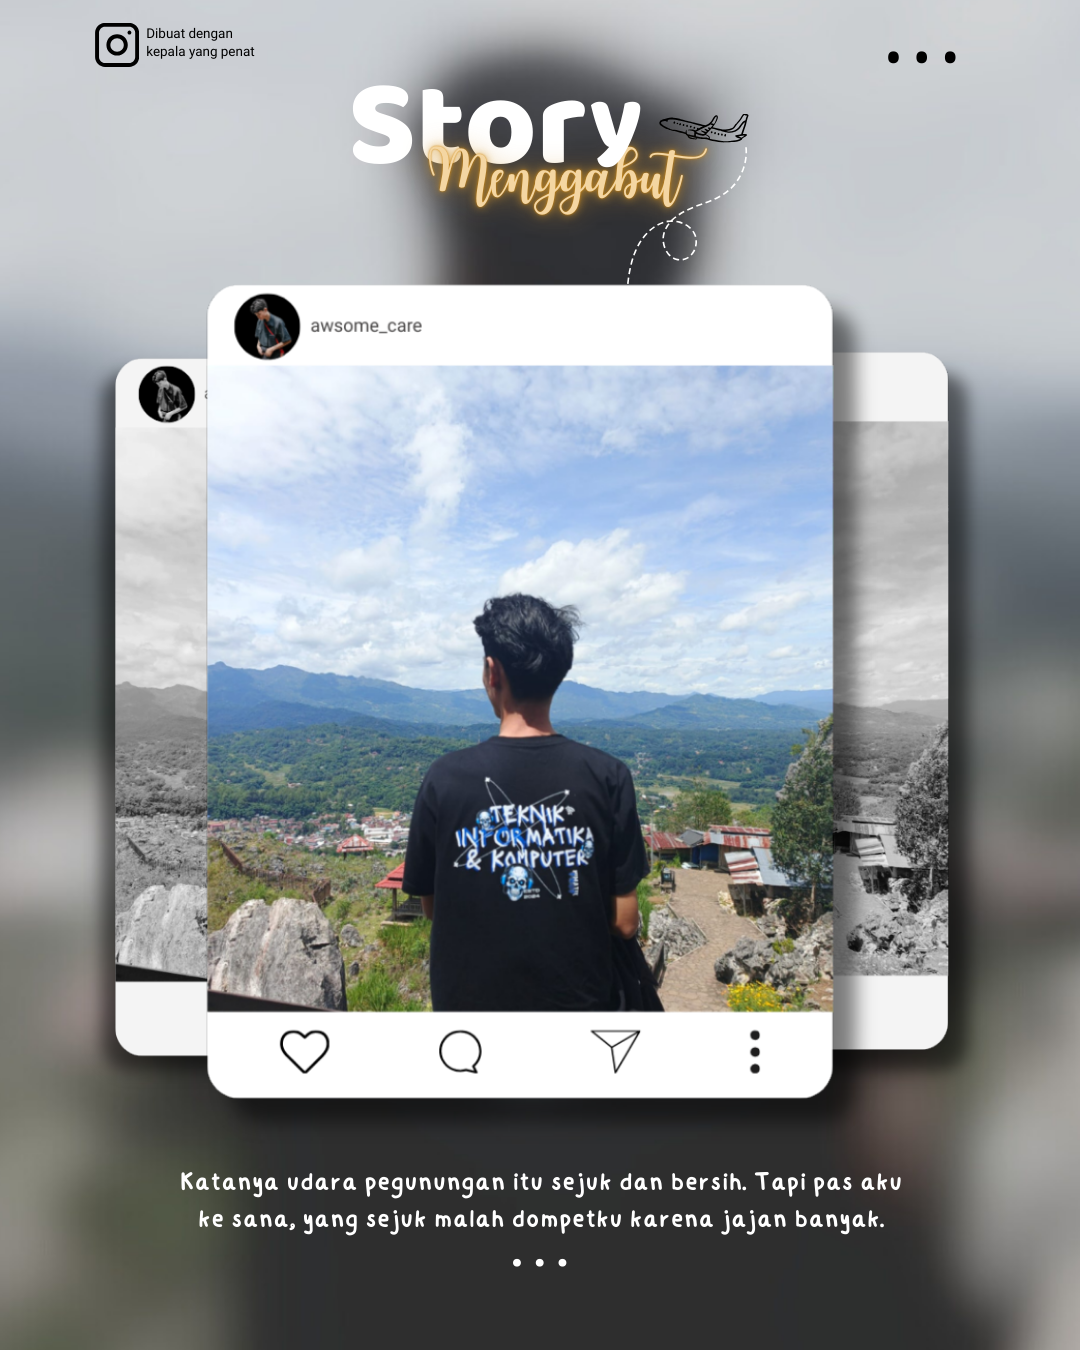 Dibuat dengan
kepala yang penat
Story
Menggabut
awsome_care
TEKNIK
INFORMATIKA
& KOMPUTER
Katanya udara pegunungan itu sejuk dan bersih. Tapi pas aku
ke sana, yang sejuk malah dompetku karena jajan banyak.